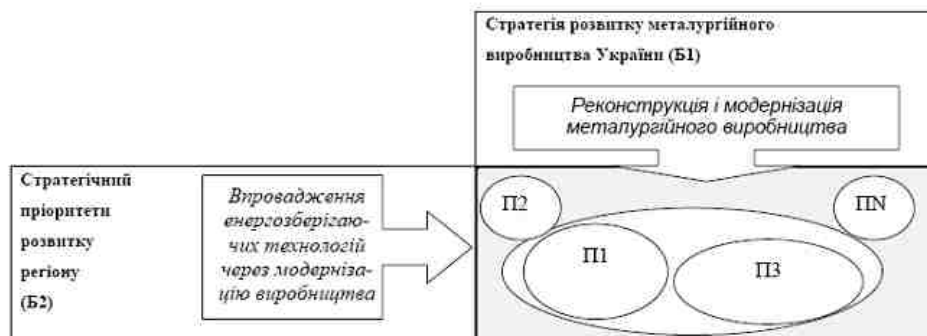 Стратегія розвитку металургійного
виробництва України (Б1)
Реконструкція і модернізація
металургійного виробництва
Стратегічний
пріоритети
розвитку
регіону
(Б2)
Впровадження
енергозберігаю-
чих технологій
через модерніза-
цію виробництва
П2
ПN
П1
П3